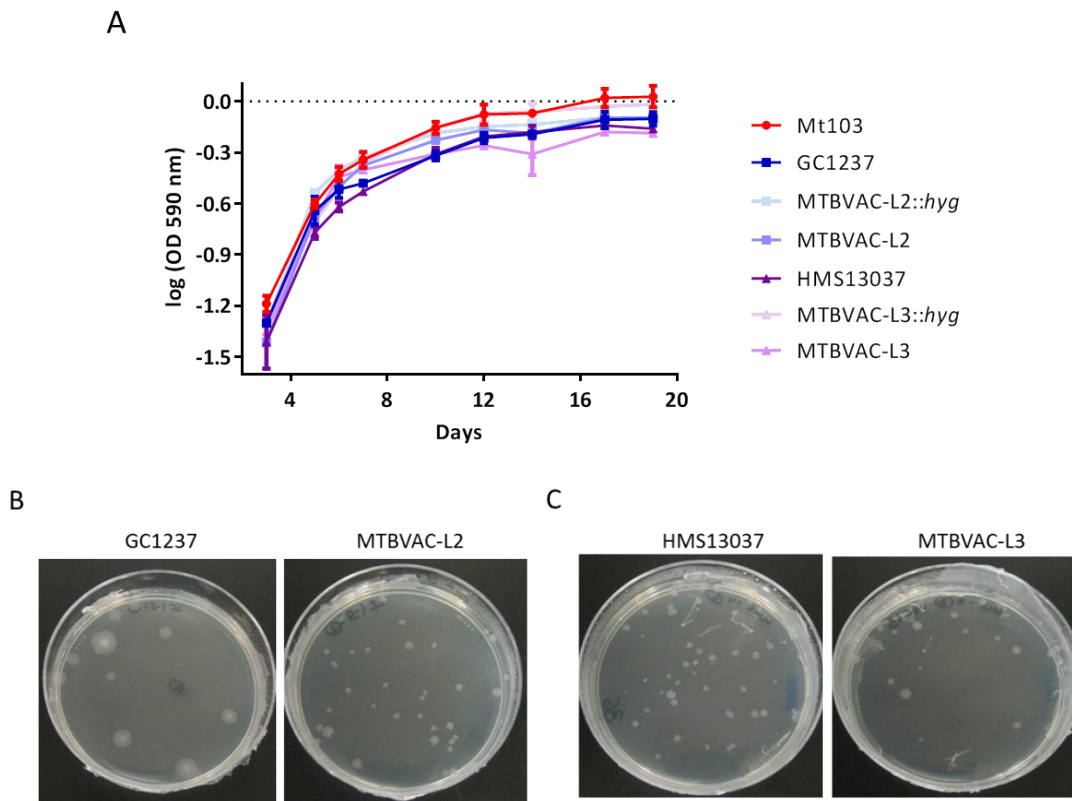 A
0.0
-0.3
-0.6
-0.9
-1.2
-1.5
log (OD 590 nm)
4
8
12
16
20
Days
Mt103
GC1237
MTBVAC-L2::hyg
MTBVAC-L2
HMS13037
MTBVAC-L3::hyg
MTBVAC-L3
B
C
GC1237
MTBVAC-L2
HMS13037
MTBVAC-L3